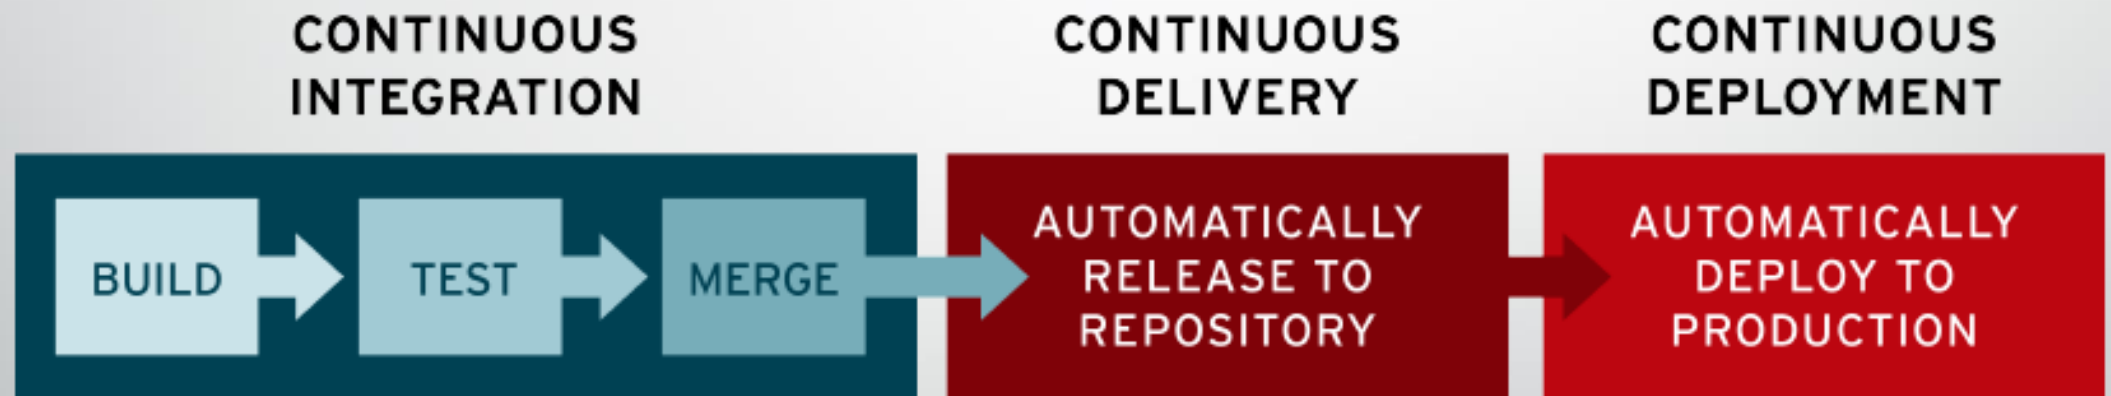 CONTINUOUS
INTEGRATION
CONTINUOUS
DELIVERY
CONTINUOUS
DEPLOYMENT
BUILD
TEST
MERGE
AUTOMATICALLY
RELEASE TO
REPOSITORY
AUTOMATICALLY
DEPLOY TO
PRODUCTION